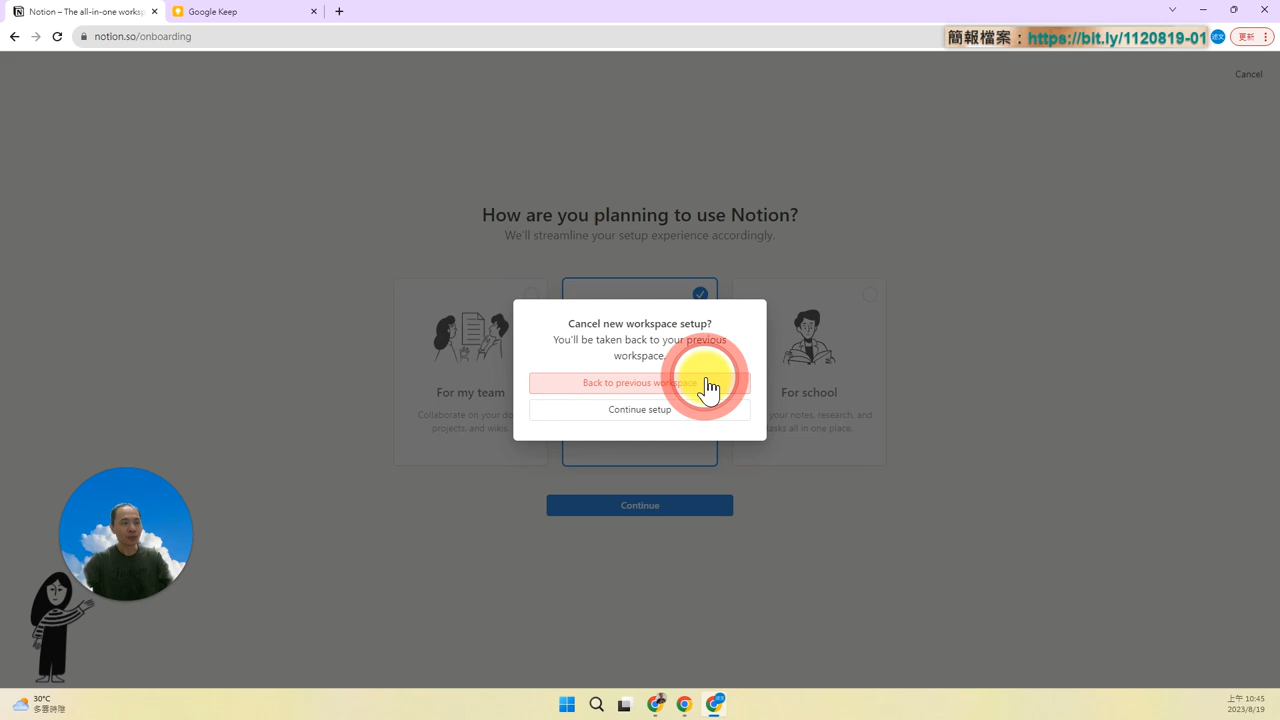 Notion – The all-in-one worksp
Google Keep
notion.so/onboarding
簡報檔案：https://bit.ly/1120819-01
更新
Cancel
How are you planning to use Notion?
We'll streamline your setup experience accordingly.
Cancel new workspace setup?
You'll be taken back to your previous
workspace.
Back to previous workspace
Continue setup
For my team
Collaborate on your do
projects, and wikis.
For school
your notes, research, and
tasks all in one place.
Continue
30°C
多雲時陰
上午 10:45
2023/8/19